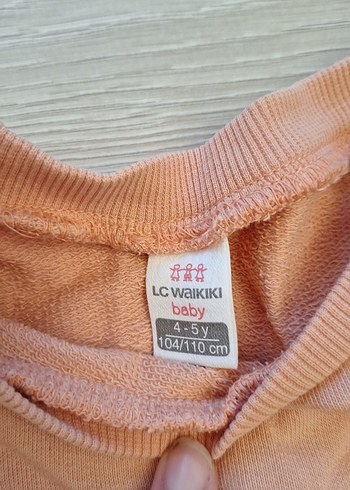 LC WAIKIKI
baby
4 - 5 y
104/110 cm